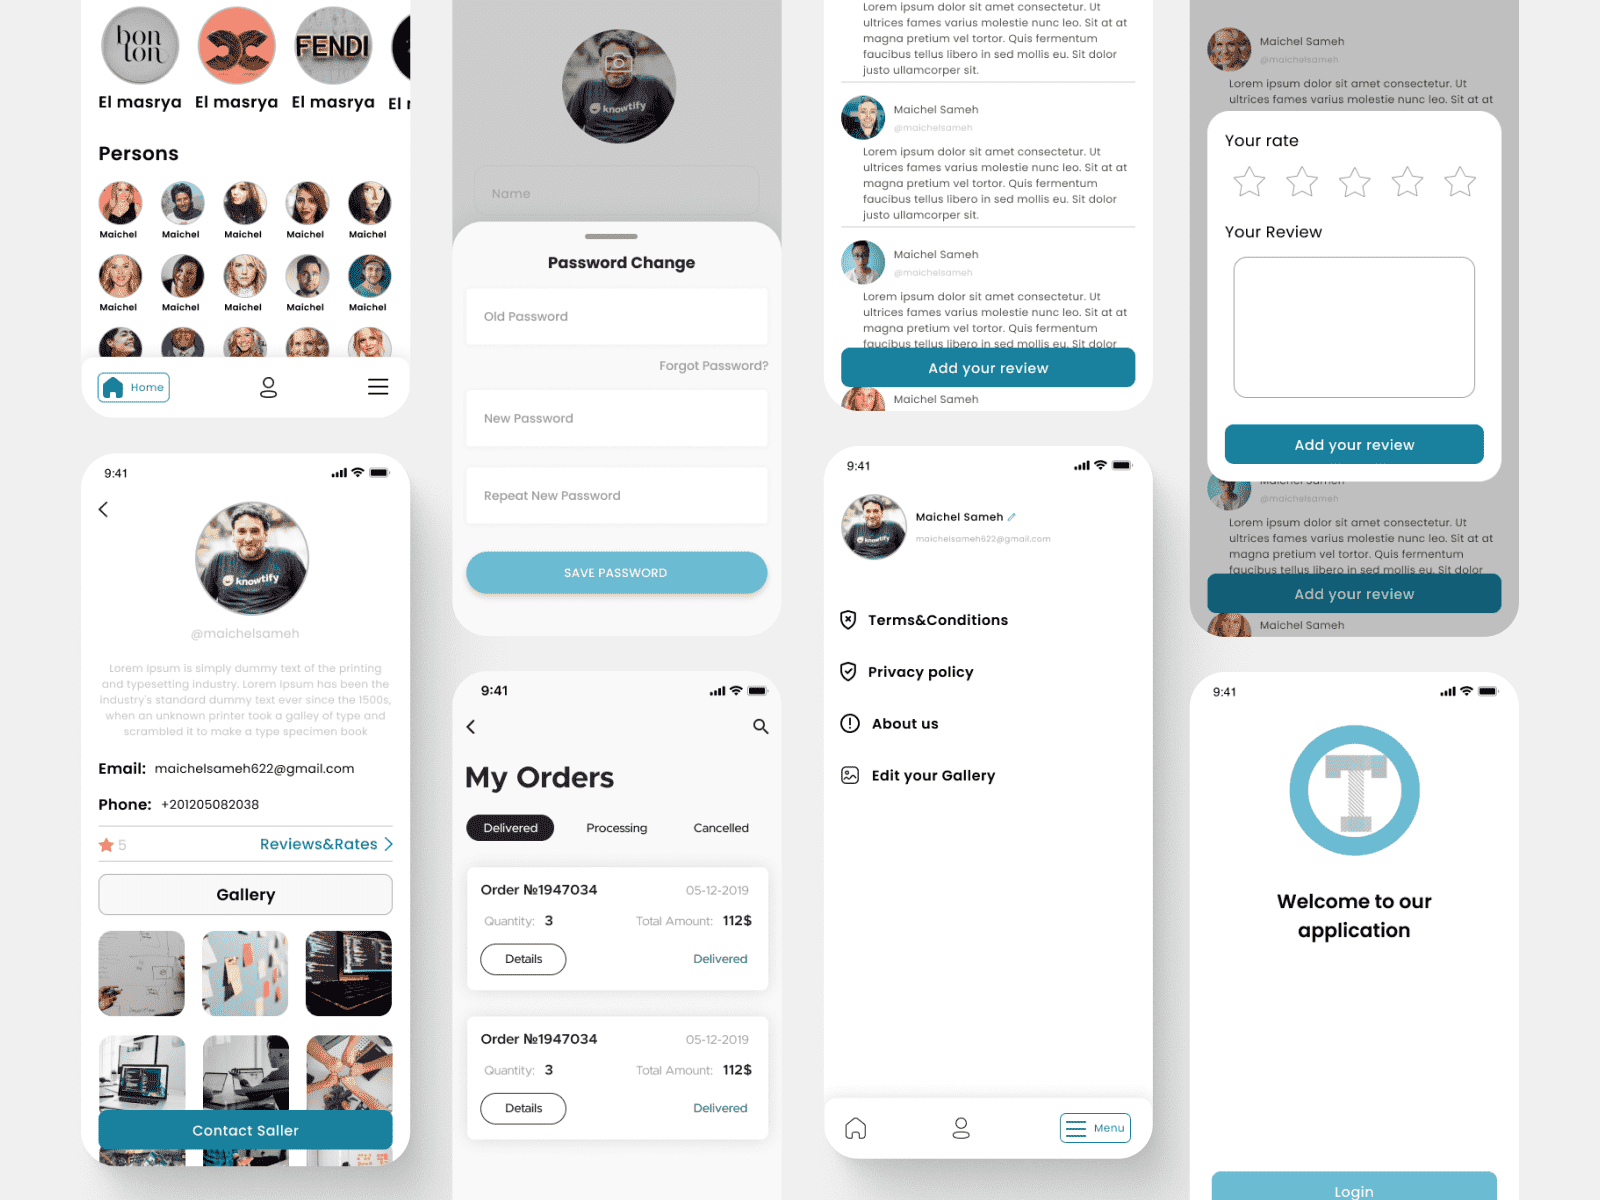 bon
ton
FENDI
El masrya
El masrya
El masrya
El
Persons
Maichel
Maichel
Maichel
Maichel
Maichel
Maichel
Maichel
Maichel
Maichel
Maichel
Home
9:41
knowtify
@maichelsameh
Lorem Ipsum is simply dummy text of the printing
and typesetting industry. Lorem Ipsum has been the
industry's standard dummy text ever since the 1500s,
when an unknown printer took a galley of type and
scrambled it to make a type specimen book
Email: maichelsameh622@gmail.com
Phone: +201205082038
5
Reviews&Rates
Gallery
Contact Saller
knowtify
Name
Password Change
Old Password
Forgot Password?
New Password
Repeat New Password
SAVE PASSWORD
9:41
My Orders
Delivered
Processing
Cancelled
Order №1947034
05-12-2019
Quantity: 3
Total Amount: 112$
Details
Delivered
Order №1947034
05-12-2019
Quantity: 3
Total Amount: 112$
Details
Delivered
Lorem ipsum dolor sit amet consectetur. Ut
ultrices fames varius molestie nunc leo. Sit at at
magna pretium vel tortor. Quis fermentum
faucibus tellus libero in sed mollis eu. Sit dolor
justo ullamcorper sit.
Maichel Sameh
@maichelsameh
Lorem ipsum dolor sit amet consectetur. Ut
ultrices fames varius molestie nunc leo. Sit at at
magna pretium vel tortor. Quis fermentum
faucibus tellus libero in sed mollis eu. Sit dolor
justo ullamcorper sit.
Maichel Sameh
@maichelsameh
Lorem ipsum dolor sit amet consectetur. Ut
ultrices fames varius molestie nunc leo. Sit at at
magna pretium vel tortor. Quis fermentum
faucibus tellus libero in sed mollis eu. Sit dolor
Add your review
Maichel Sameh
9:41
knowtify
Maichel Sameh
maichelsameh622@gmail.com
Terms&Conditions
Privacy policy
About us
Edit your Gallery
Menu
Maichel Sameh
@maichelsameh
Lorem ipsum dolor sit amet consectetur. Ut
ultrices fames varius molestie nunc leo. Sit at at
Your rate
Your Review
Add your review
Maichel Sameh
@maichelsameh
Lorem ipsum dolor sit amet consectetur. Ut
ultrices fames varius molestie nunc leo. Sit at at
magna pretium vel tortor. Quis fermentum
faucibus tellus libero in sed mollis eu. Sit dolor
Add your review
Maichel Sameh
9:41
T
Welcome to our
application
Login